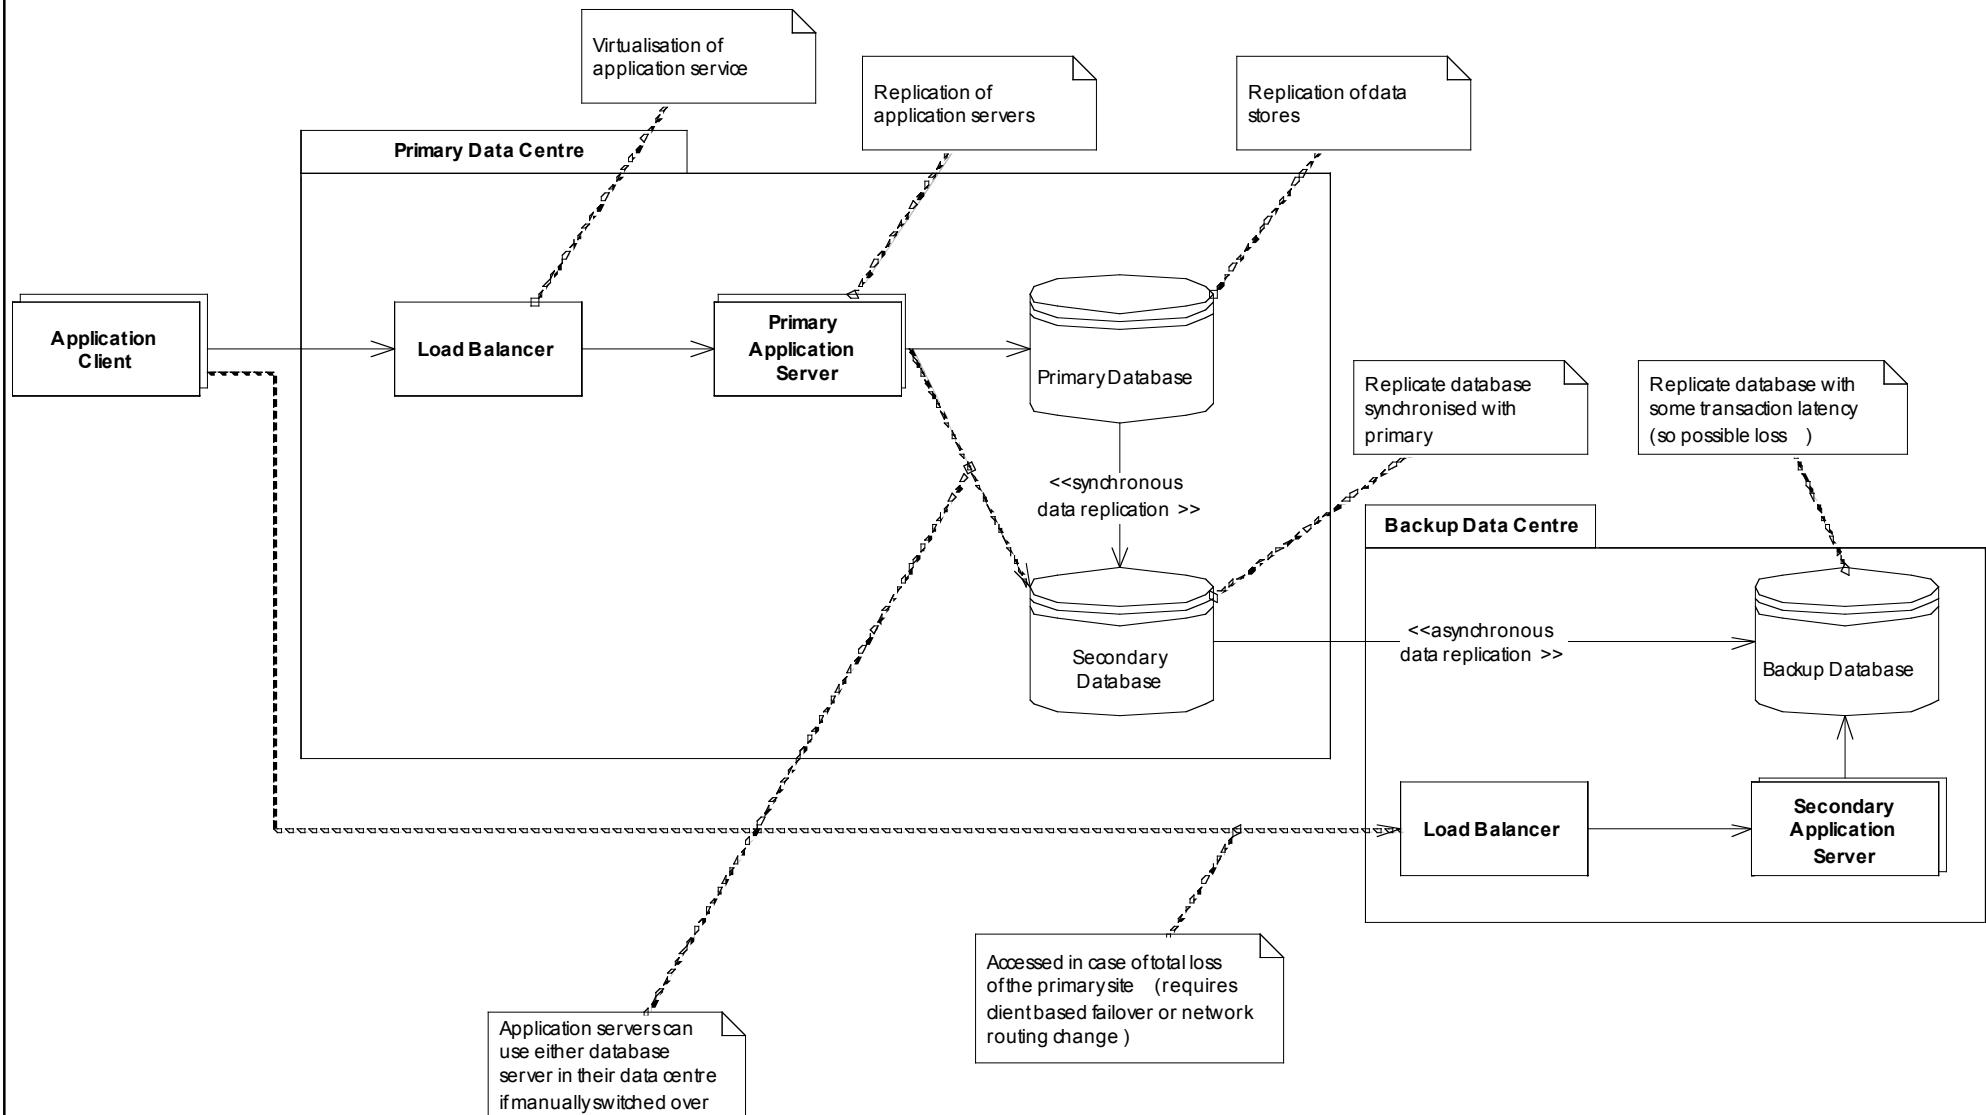 Virtualisation of
application service
Replication of
application servers
Replication of data
stores
Primary Data Centre
Application
Client
Load Balancer
Primary
Application
Server
Primary Database
<<synchronous
data replication >>
Secondary
Database
Replicate database
synchronised with
primary
Replicate database with
some transaction latency
(so possible loss )
Backup Data Centre
<<asynchronous
data replication >>
Backup Database
Load Balancer
Secondary
Application
Server
Accessed in case of total loss
of the primary site (requires
client based failover or network
routing change )
Application servers can
use either database
server in their data centre
if manually switched over